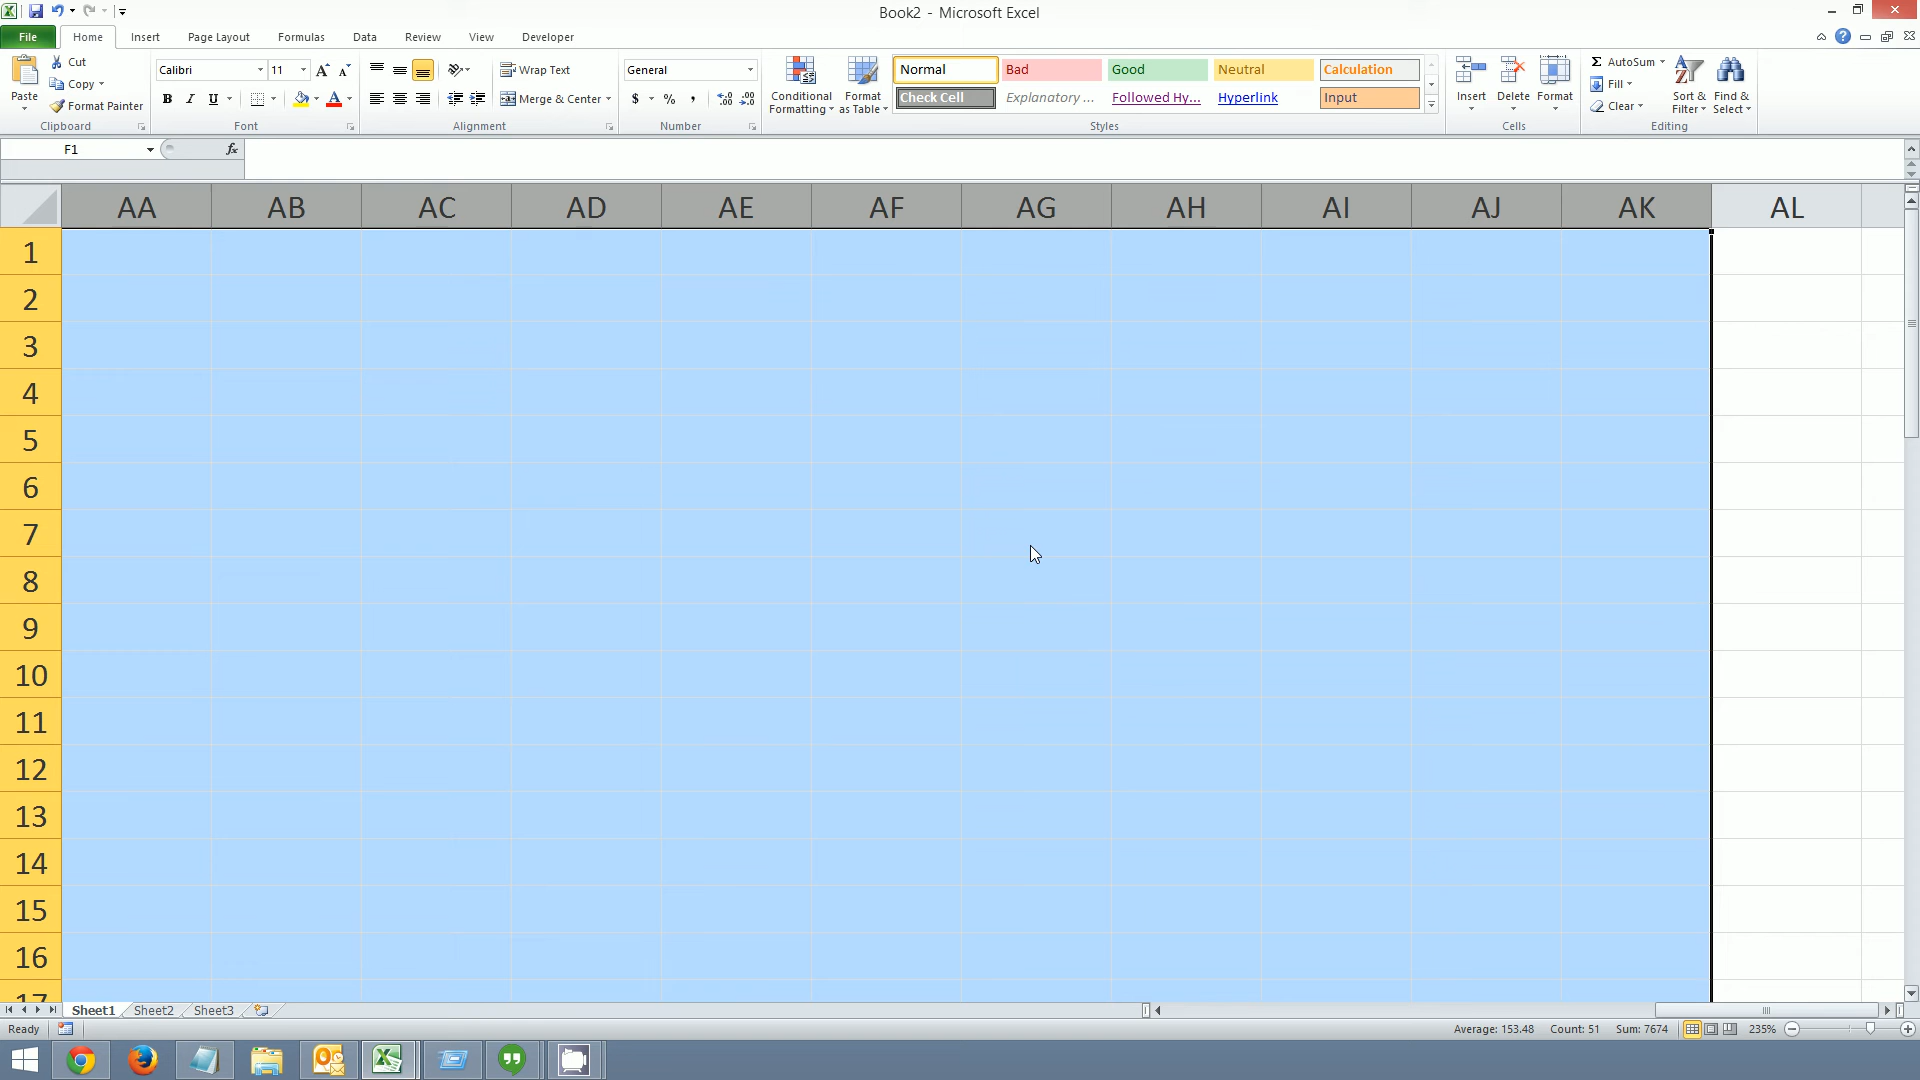 Book2 - Microsoft Excel
File Home Insert Page Layout Formulas Data Review View Developer
Paste
Cut
Copy
Format Painter
Clipboard
Calibri 11
B I U
Font
Wrap Text
Merge & Center
Alignment
General
$ % ,
Number
Conditional Formatting
Format as Table
Normal Bad Good Neutral Calculation
Check Cell Explanatory ... Followed Hy... Hyperlink Input
Styles
Insert Delete Format
Cells
Σ AutoSum
Fill
Clear
Sort & Filter
Find & Select
Editing
F1 fx
AA AB AC AD AE AF AG AH AI AJ AK AL
1
2
3
4
5
6
7
8
9
10
11
12
13
14
15
16
17
Sheet1 Sheet2 Sheet3
Ready Average: 153.48 Count: 51 Sum: 7674 235%